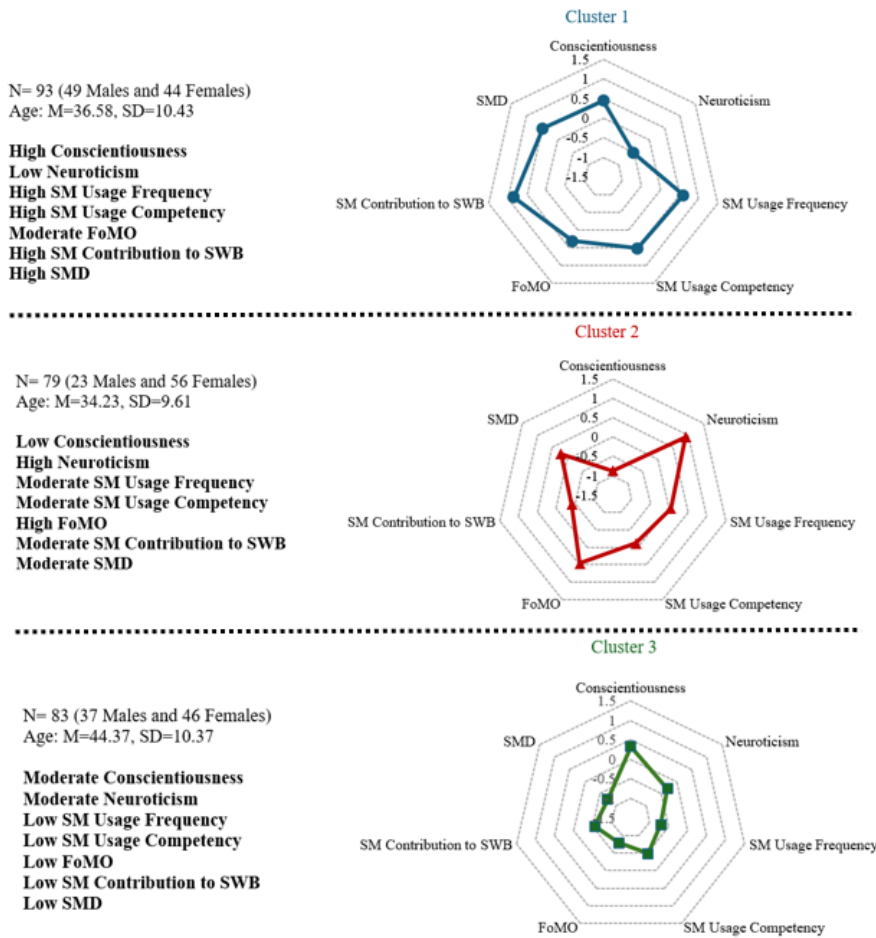 Cluster 1
N= 93 (49 Males and 44 Females)
Age: M=36.58, SD=10.43
High Conscientiousness
Low Neuroticism
High SM Usage Frequency
High SM Usage Competency
Moderate FoMO
High SM Contribution to SWB
High SMD
Conscientiousness
1.5
1
0.5
0
-0.5
-1
-1.5
Neuroticism
SM Usage Frequency
SM Usage Competency
FoMO
SM Contribution to SWB
SMD
Cluster 2
N= 79 (23 Males and 56 Females)
Age: M=34.23, SD=9.61
Low Conscientiousness
High Neuroticism
Moderate SM Usage Frequency
Moderate SM Usage Competency
High FoMO
Moderate SM Contribution to SWB
Moderate SMD
Conscientiousness
1.5
1
0.5
0
-0.5
-1
-1.5
Neuroticism
SM Usage Frequency
SM Usage Competency
FoMO
SM Contribution to SWB
SMD
Cluster 3
N= 83 (37 Males and 46 Females)
Age: M=44.37, SD=10.37
Moderate Conscientiousness
Moderate Neuroticism
Low SM Usage Frequency
Low SM Usage Competency
Low FoMO
Low SM Contribution to SWB
Low SMD
Conscientiousness
1.5
1
0.5
0
-0.5
Neuroticism
SM Usage Frequency
SM Usage Competency
FoMO
SM Contribution to SWB
SMD